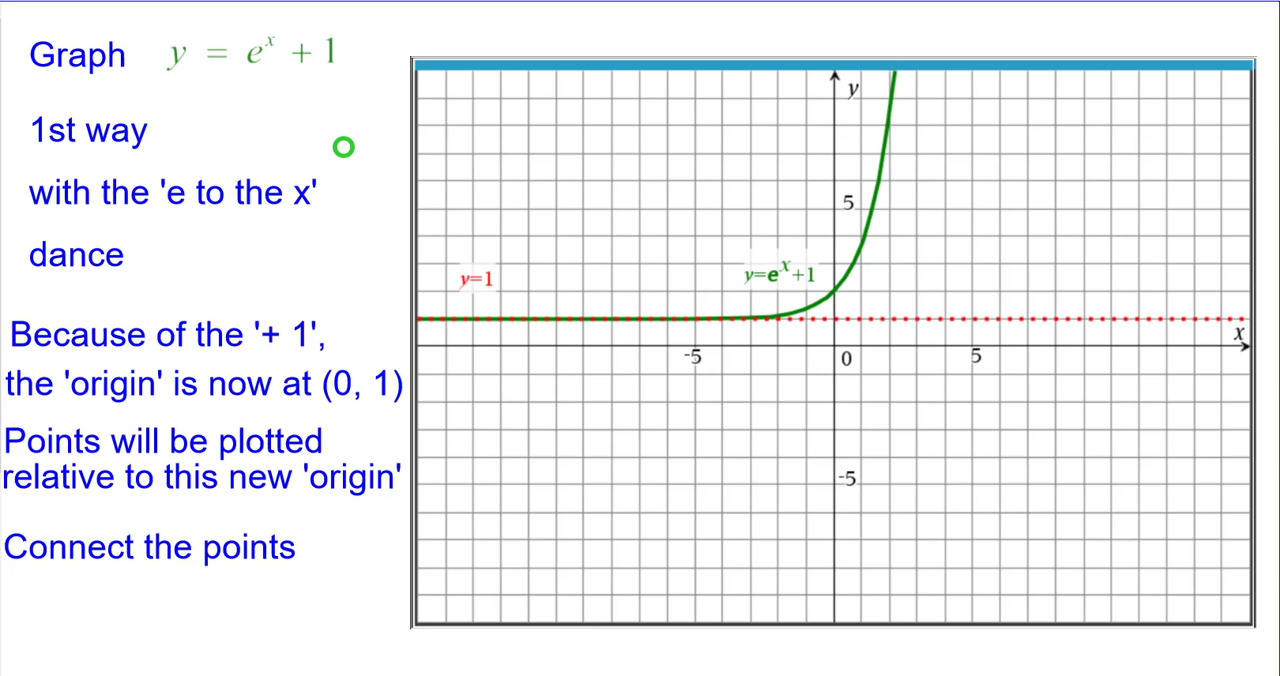 Graph y = eˣ + 1
1st way
with the 'e to the x'
dance
Because of the '+ 1',
the 'origin' is now at (0, 1)
Points will be plotted
relative to this new 'origin'
Connect the points
y
5
y=1
y=eˣ+1
x
-5
0
5
-5